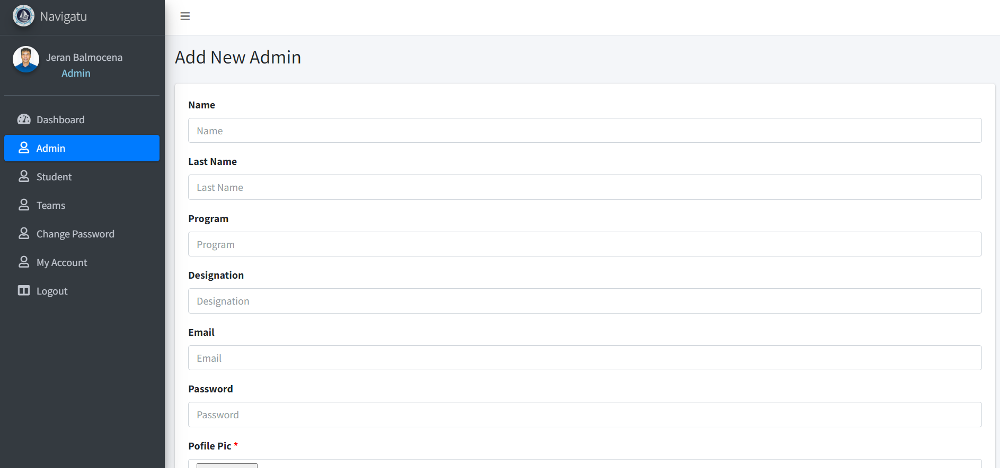 Navigatu
Jeran Balmocena
Admin
Dashboard
Admin
Student
Teams
Change Password
My Account
Logout
Add New Admin
Name
Name
Last Name
Last Name
Program
Program
Designation
Designation
Email
Email
Password
Password
Pofile Pic *